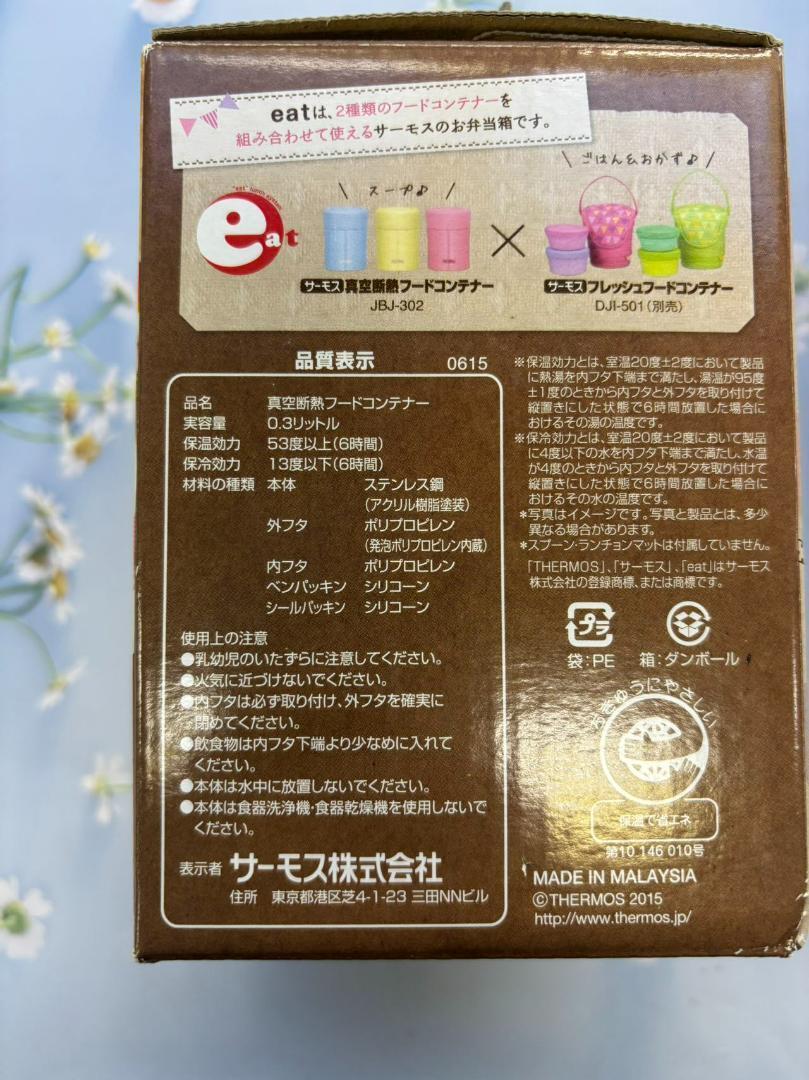 eatは、2種類のフードコンテナーを
組み合わせて使えるサーモスのお弁当箱です。
"eat" lunch system
eat
スープ♪
×
ごはん&おかず♪
サーモス 真空断熱フードコンテナー
JBJ-302
サーモス フレッシュフードコンテナー
DJI-501(別売)
品質表示 0615
品名 真空断熱フードコンテナー
実容量 0.3リットル
保温効力 53度以上(6時間)
保冷効力 13度以下(6時間)
材料の種類 本体 ステンレス鋼
(アクリル樹脂塗装)
外フタ ポリプロピレン
(発泡ポリプロピレン内蔵)
内フタ ポリプロピレン
ベンパッキン シリコーン
シールパッキン シリコーン
使用上の注意
●乳幼児のいたずらに注意してください。
●火気に近づけないでください。
●内フタは必ず取り付け、外フタを確実に
閉めてください。
●飲食物は内フタ下端より少なめに入れて
ください。
●本体は水中に放置しないでください。
●本体は食器洗浄機・食器乾燥機を使用しないで
ください。
表示者 サーモス株式会社
住所 東京都港区芝4-1-23 三田NNビル
※保温効力とは、室温20度±2度において製品
に熱湯を内フタ下端まで満たし、湯温が95度
±1度のときから内フタと外フタを取り付けて
縦置きにした状態で6時間放置した場合に
おけるその湯の温度です。
※保冷効力とは、室温20度±2度において製品
に4度以下の水を内フタ下端まで満たし、水温
が4度のときから内フタと外フタを取り付けて
縦置きにした状態で6時間放置した場合に
おけるその水の温度です。
*写真はイメージです。写真と製品とは、多少
異なる場合があります。
*スプーン・ランチョンマットは付属していません。
「THERMOS」、「サーモス」、「eat」はサーモス
株式会社の登録商標、または商標です。
プラ
袋:PE 箱:ダンボール
ちきゅうにやさしい
保温で省エネ
第10 146 010号
MADE IN MALAYSIA
©THERMOS 2015
http://www.thermos.jp/